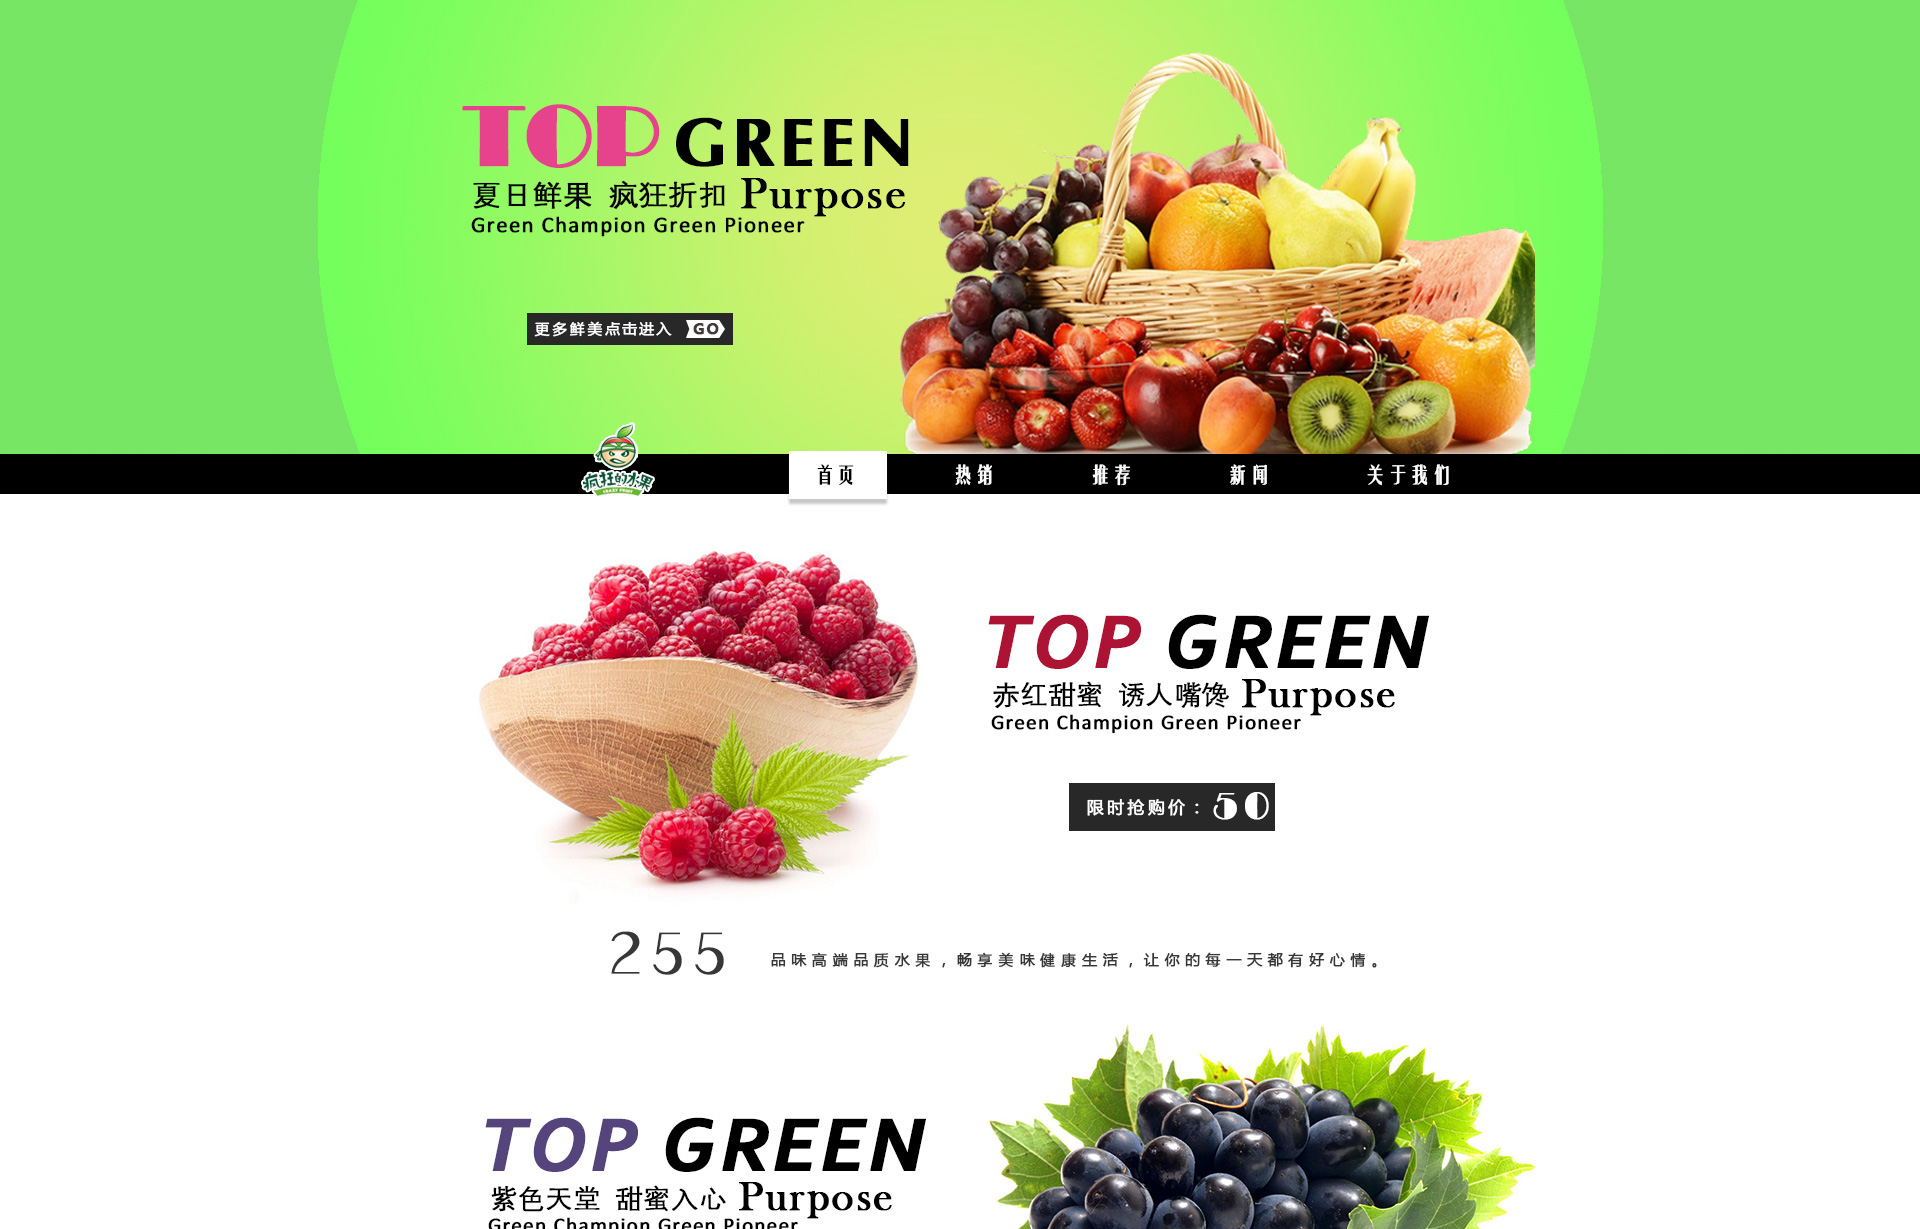 TOP GREEN
夏日鲜果 疯狂折扣 Purpose
Green Champion Green Pioneer
更多鲜美点击进入 GO
疯狂的水果
CRAZY FRUIT
首页 热销 推荐 新闻 关于我们
TOP GREEN
赤红甜蜜 诱人嘴馋 Purpose
Green Champion Green Pioneer
限时抢购价：50
255 品味高端品质水果，畅享美味健康生活，让你的每一天都有好心情。
TOP GREEN
紫色天堂 甜蜜入心 Purpose
Green Champion Green Pioneer